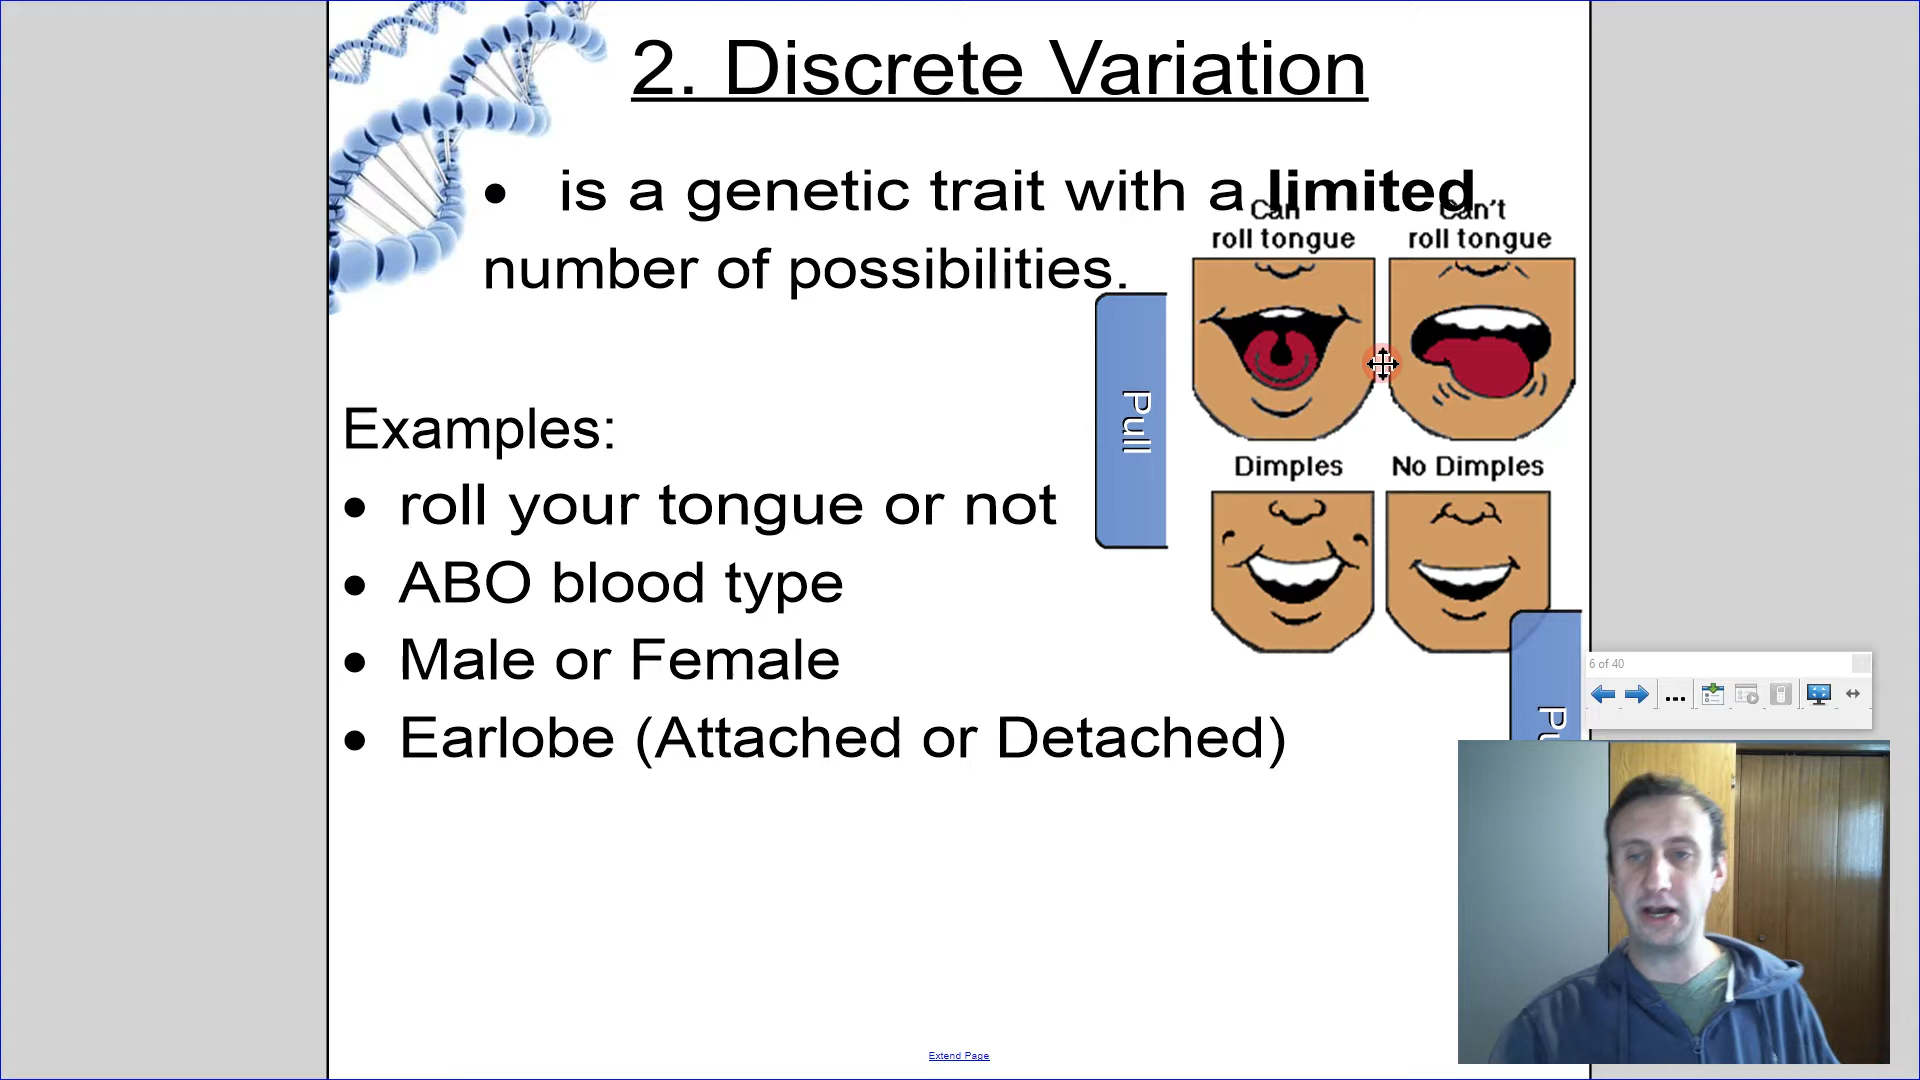 2. Discrete Variation
• is a genetic trait with a limited
number of possibilities.
Can
roll tongue
Can't
roll tongue
Pull
Dimples
No Dimples
Examples:
• roll your tongue or not
• ABO blood type
• Male or Female
• Earlobe (Attached or Detached)
6 of 40
Extend Page